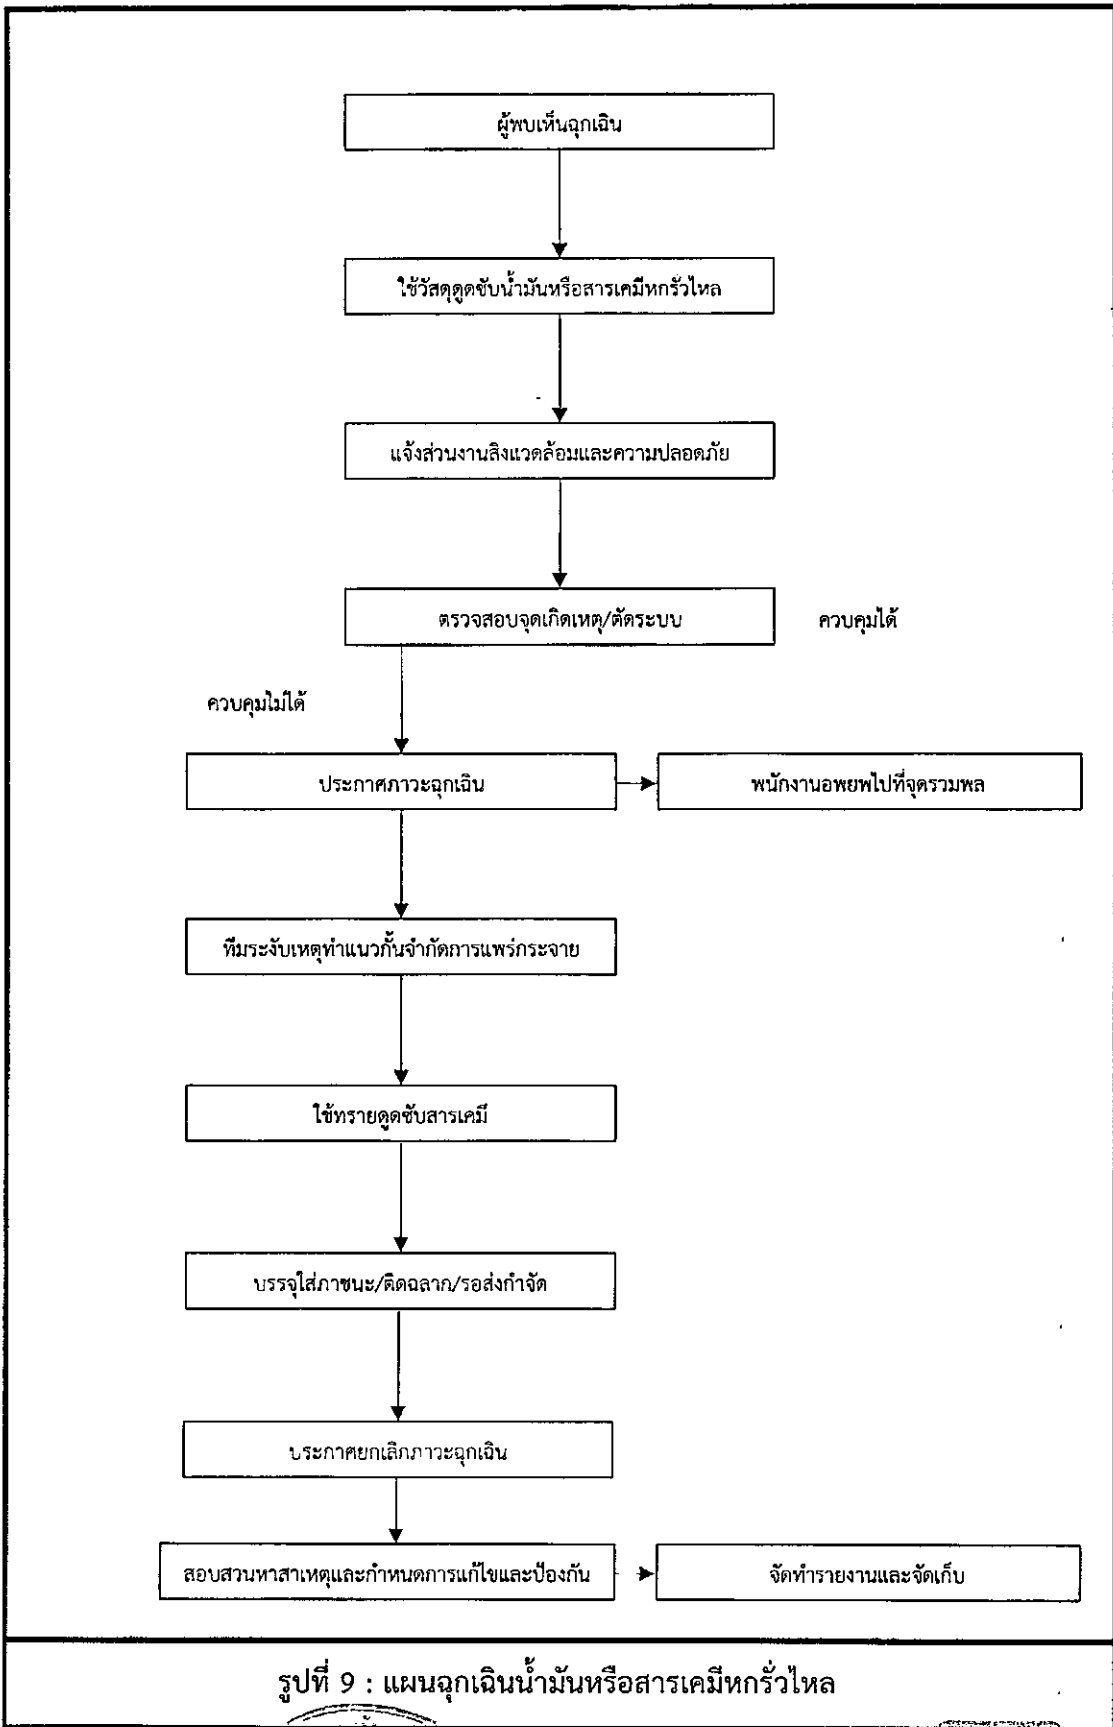 ผู้พบเห็นฉุกเฉิน
ใช้วัสดุดูดซับน้ำมันหรือสารเคมีหกรั่วไหล
แจ้งส่วนงานสิ่งแวดล้อมและความปลอดภัย
ตรวจสอบจุดเกิดเหตุ/ตัดระบบ
ควบคุมได้
ควบคุมไม่ได้
ประกาศภาวะฉุกเฉิน
พนักงานอพยพไปที่จุดรวมพล
ทีมระงับเหตุทำแนวกั้นจำกัดการแพร่กระจาย
ใช้ทรายดูดซับสารเคมี
บรรจุใส่ภาชนะ/ติดฉลาก/รอส่งกำจัด
ประกาศยกเลิกภาวะฉุกเฉิน
สอบสวนหาสาเหตุและกำหนดการแก้ไขและป้องกัน
จัดทำรายงานและจัดเก็บ
รูปที่ 9 : แผนฉุกเฉินน้ำมันหรือสารเคมีหกรั่วไหล